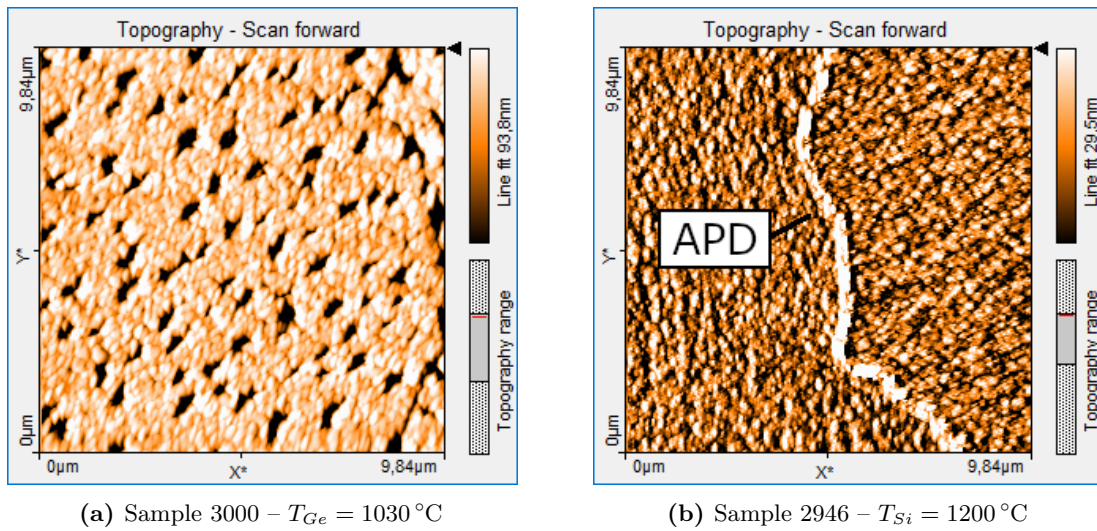 Topography - Scan forward
9,84µm
Y*
0µm
0µm
X*
9,84µm
Line fit 93,8nm
Topography range
(a) Sample 3000 – T_Ge = 1030 °C
Topography - Scan forward
9,84µm
Y*
0µm
0µm
X*
9,84µm
Line fit 29,5nm
Topography range
APD
(b) Sample 2946 – T_Si = 1200 °C